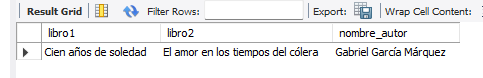 Result Grid Filter Rows: Export: Wrap Cell Content:
libro1 libro2 nombre_autor
Cien años de soledad El amor en los tiempos del cólera Gabriel García Márquez